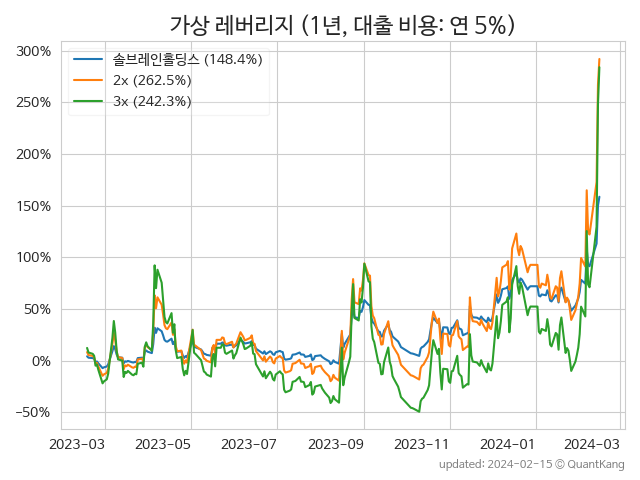 가상 레버리지 (1년, 대출 비용: 연 5%)
300%
250%
200%
150%
100%
50%
0%
−50%
솔브레인홀딩스 (148.4%)
2x (262.5%)
3x (242.3%)
2023-03 2023-05 2023-07 2023-09 2023-11 2024-01 2024-03
updated: 2024-02-15 © QuantKang